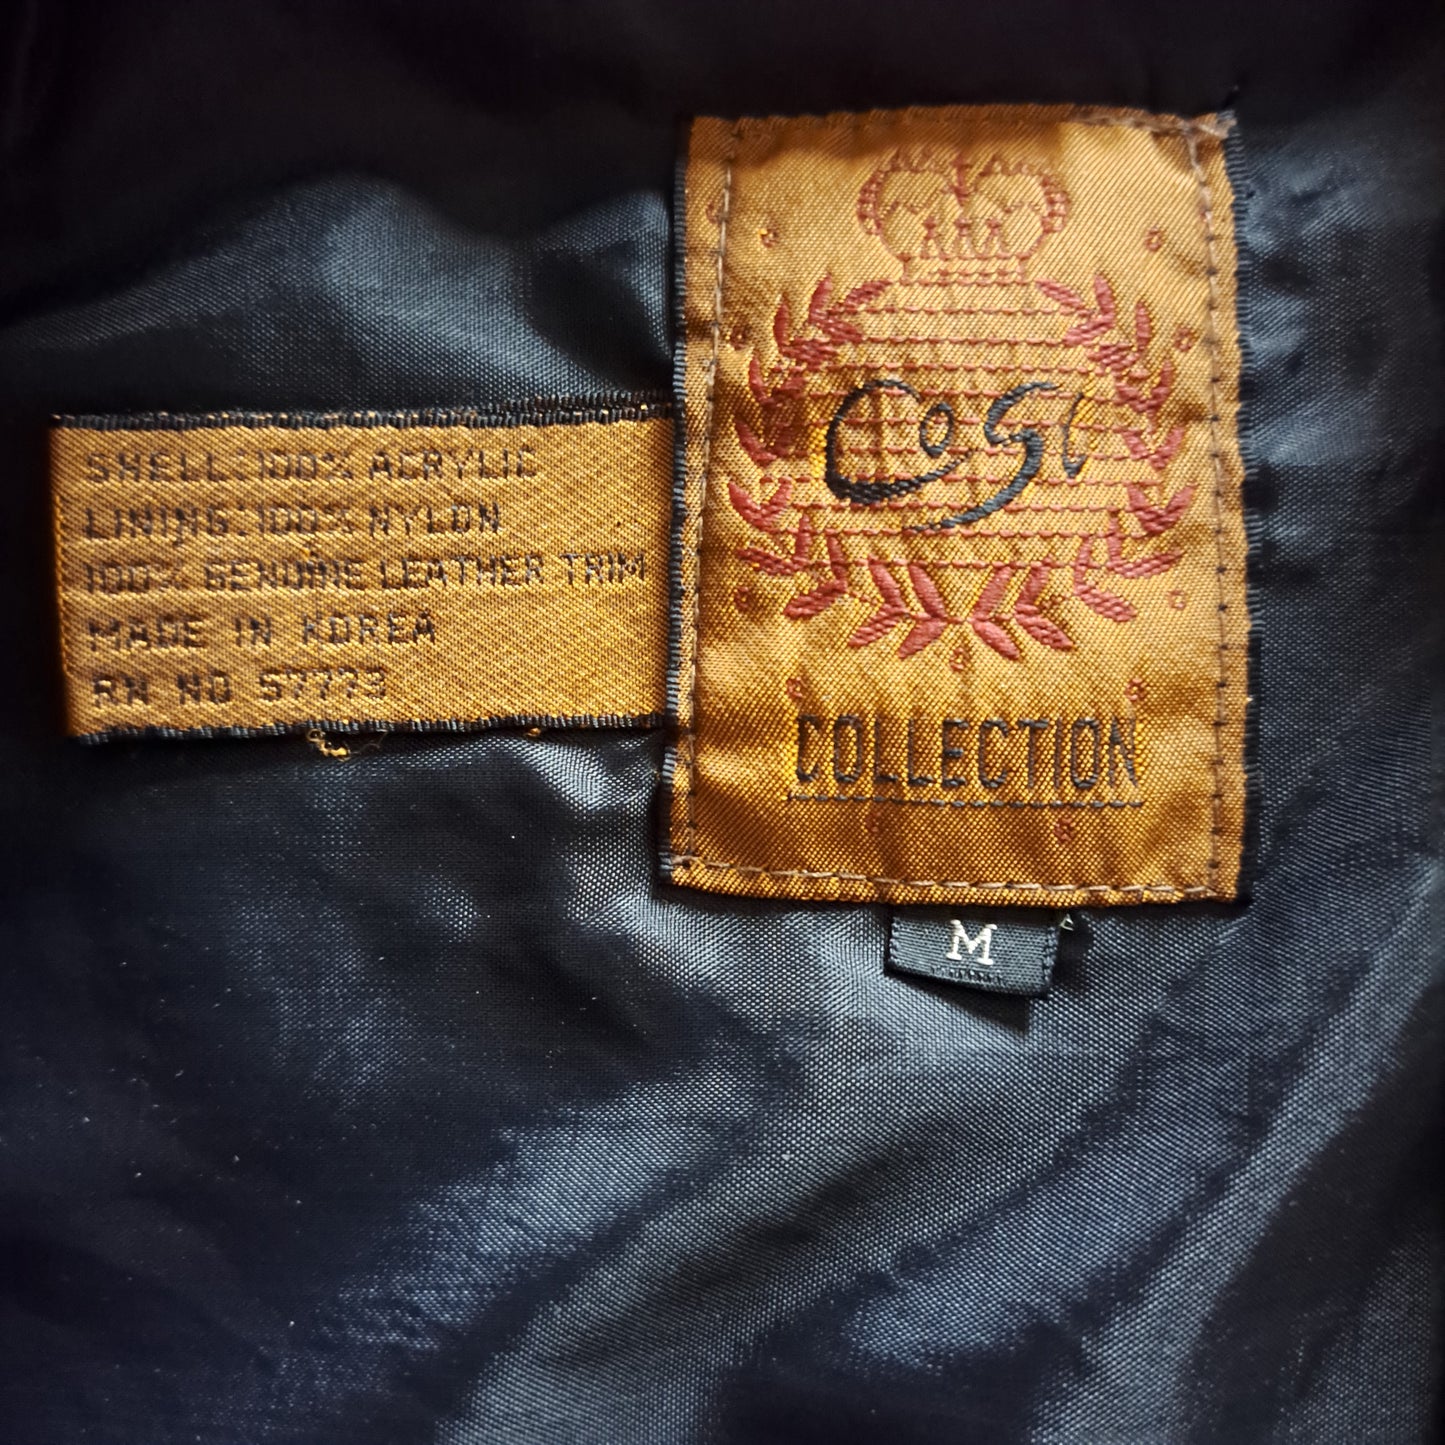 SHELL:100% ACRYLIC
LINING:100% NYLON
100% GENUINE LEATHER TRIM
MADE IN KOREA
RN NO 57773
Cosi
COLLECTION
M